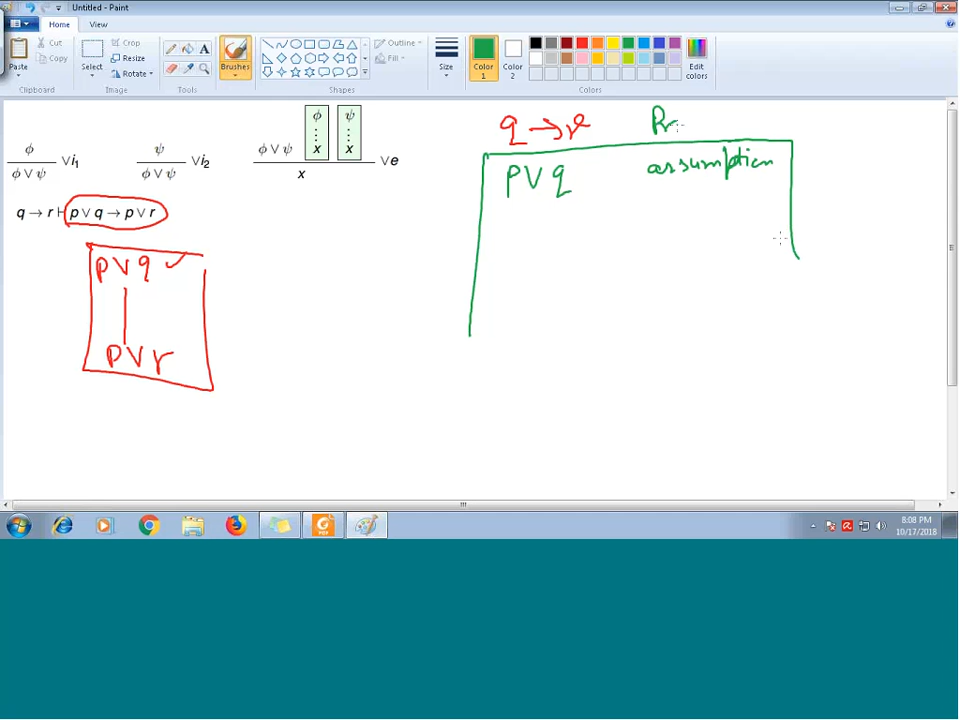 Untitled - Paint
Home View
Paste Cut Copy Clipboard
Select Crop Resize Rotate Image
Tools
Brushes
Shapes
Outline Fill
Size
Color 1
Color 2
Edit colors
Colors
ϕ
ϕ ∨ ψ ∨i₁
ψ
ϕ ∨ ψ ∨i₂
ϕ ∨ ψ ϕ ⋮ x ψ ⋮ x
x ∨e
q → r ⊢ p ∨ q → p ∨ r
p ∨ q ✓
p ∨ r
q → r Pr
p ∨ q assumption
8:08 PM
10/17/2018